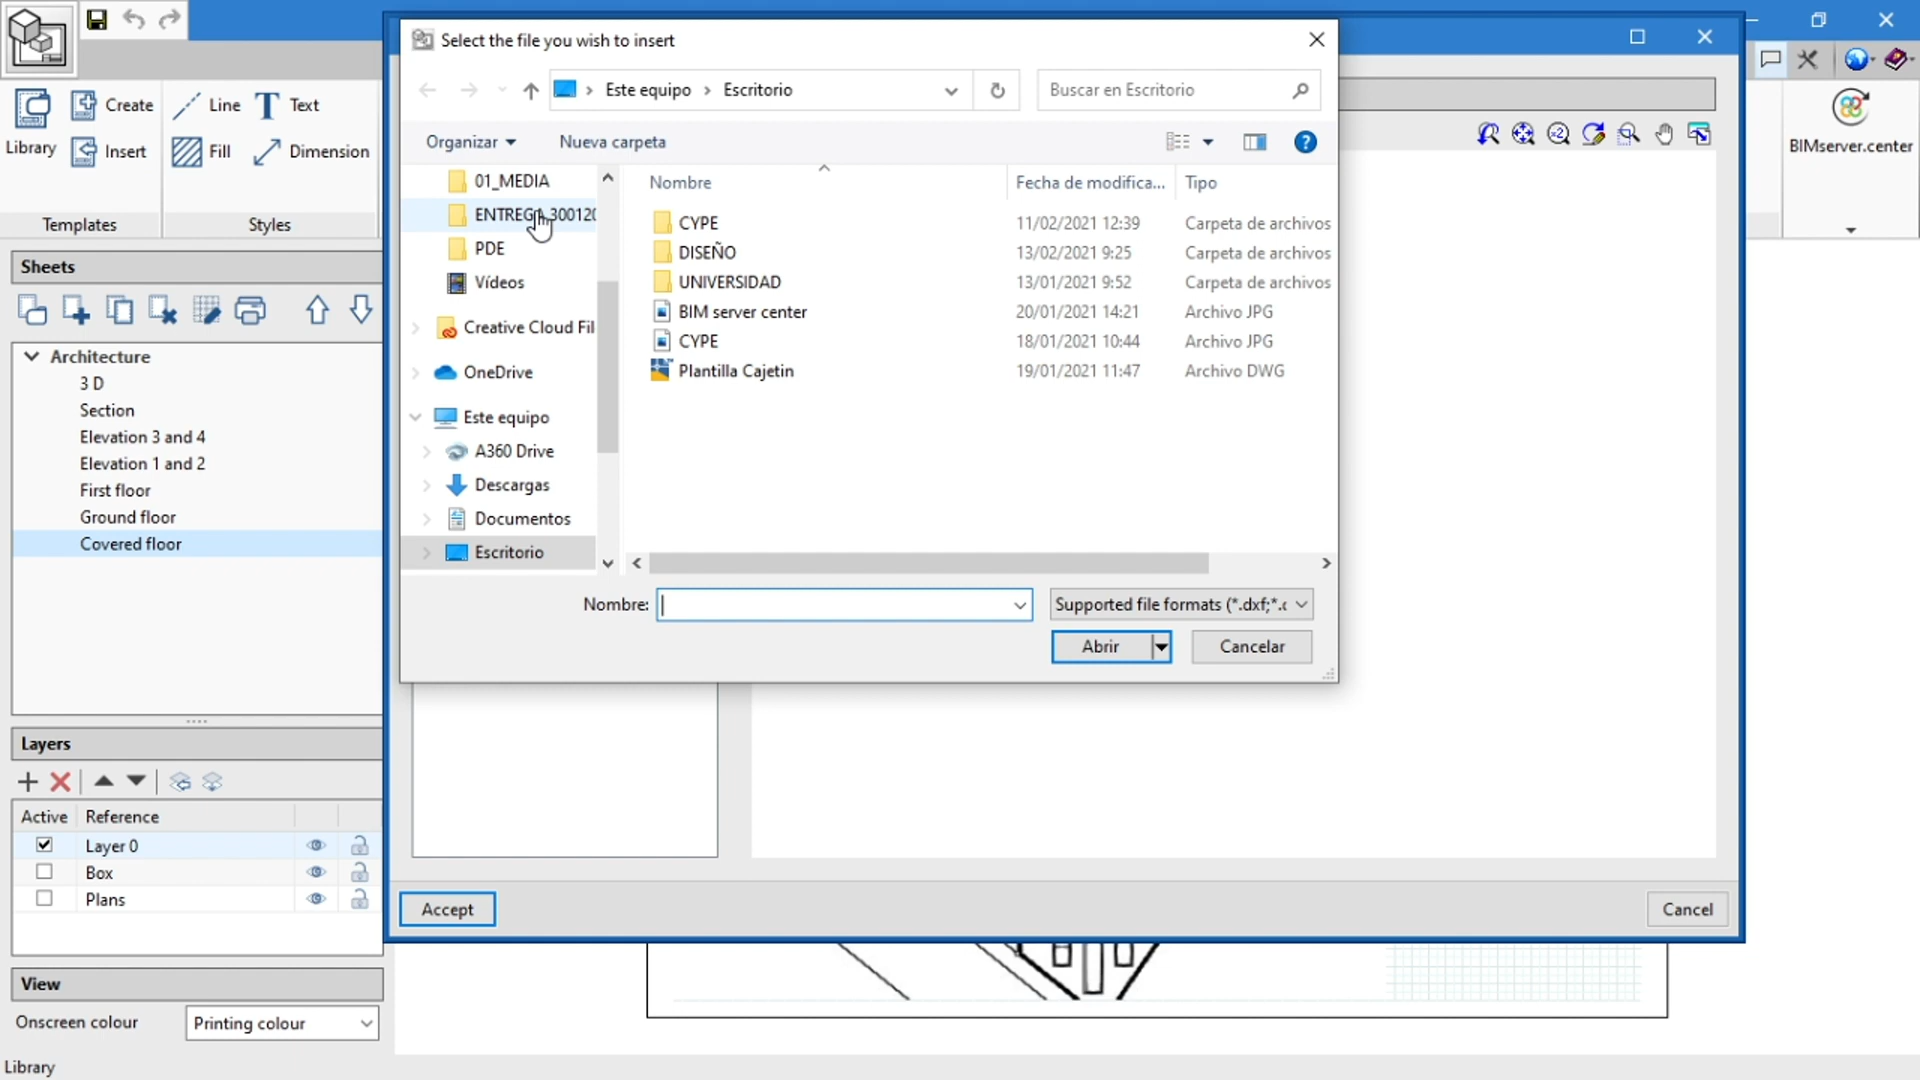 Select the file you wish to insert
Este equipo > Escritorio
Buscar en Escritorio
Organizar
Nueva carpeta
Library
Create
Insert
Templates
Line
Text
Fill
Dimension
Styles
BIMserver.center
01_MEDIA
ENTREGA 300120
PDE
Vídeos
Creative Cloud Fil
OneDrive
Este equipo
A360 Drive
Descargas
Documentos
Escritorio
Nombre Fecha de modifica... Tipo
CYPE 11/02/2021 12:39 Carpeta de archivos
DISEÑO 13/02/2021 9:25 Carpeta de archivos
UNIVERSIDAD 13/01/2021 9:52 Carpeta de archivos
BIM server center 20/01/2021 14:21 Archivo JPG
CYPE 18/01/2021 10:44 Archivo JPG
Plantilla Cajetin 19/01/2021 11:47 Archivo DWG
Nombre:
Supported file formats (*.dxf;*.c
Abrir
Cancelar
Sheets
Architecture
3 D
Section
Elevation 3 and 4
Elevation 1 and 2
First floor
Ground floor
Covered floor
Layers
Active Reference
Layer 0
Box
Plans
View
Onscreen colour Printing colour
Library
Accept
Cancel